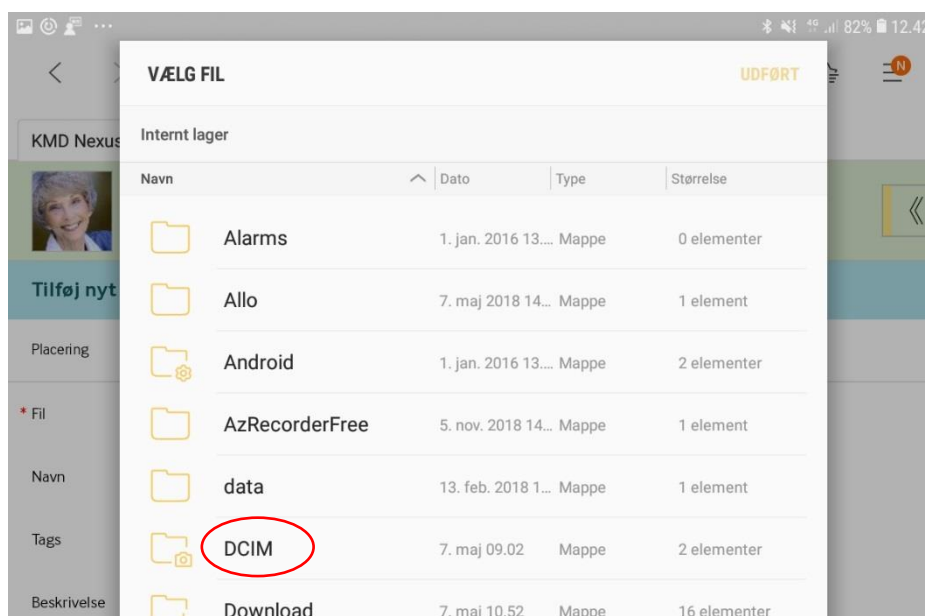 82% 12.42
VÆLG FIL UDFØRT
N
KMD Nexus
Internt lager
Navn Dato Type Størrelse
Alarms 1. jan. 2016 13.... Mappe 0 elementer
Tilføj nyt
Allo 7. maj 2018 14... Mappe 1 element
Placering
Android 1. jan. 2016 13.... Mappe 2 elementer
* Fil
AzRecorderFree 5. nov. 2018 14... Mappe 1 element
Navn
data 13. feb. 2018 1... Mappe 1 element
Tags
DCIM 7. maj 09.02 Mappe 2 elementer
Beskrivelse
Download 7. maj 10.52 Mappe 16 elementer